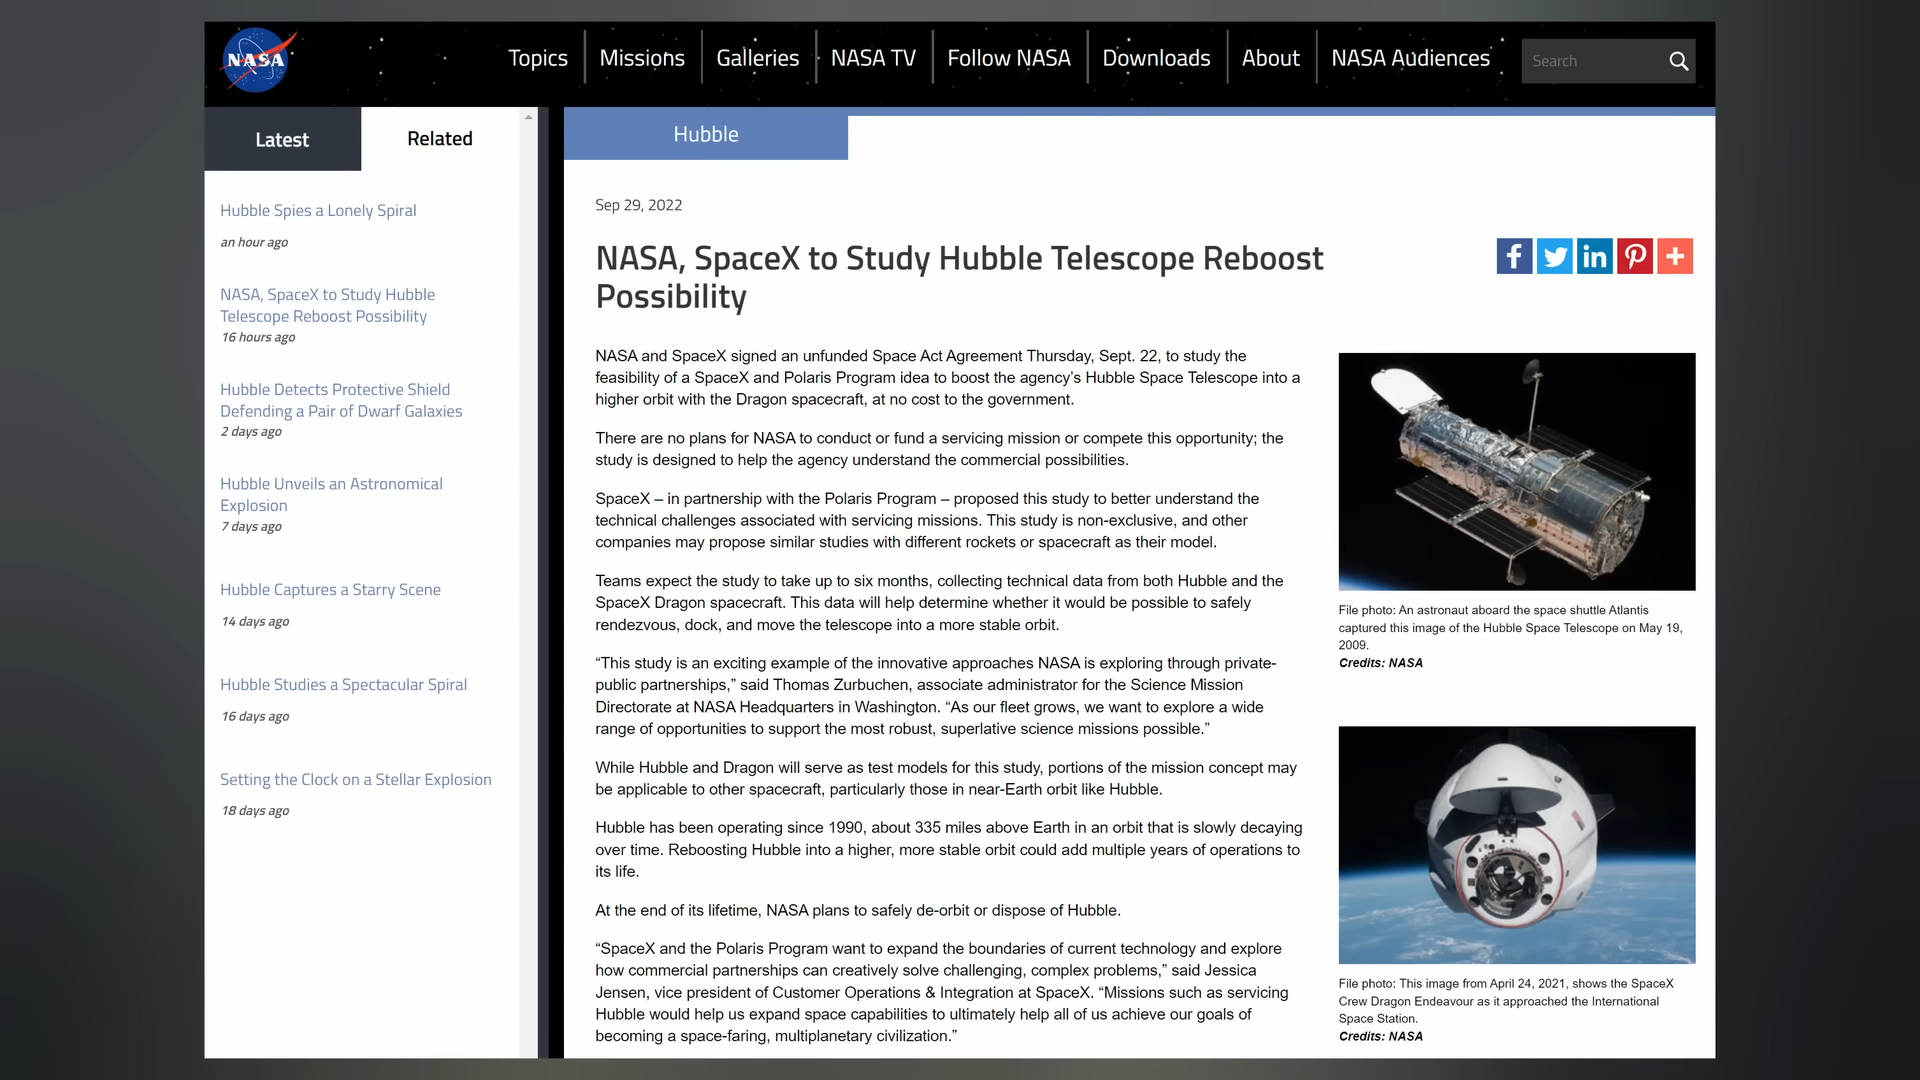 NASA
Topics
Missions
Galleries
NASA TV
Follow NASA
Downloads
About
NASA Audiences
Search
Latest
Related
Hubble Spies a Lonely Spiral
an hour ago
NASA, SpaceX to Study Hubble
Telescope Reboost Possibility
16 hours ago
Hubble Detects Protective Shield
Defending a Pair of Dwarf Galaxies
2 days ago
Hubble Unveils an Astronomical
Explosion
7 days ago
Hubble Captures a Starry Scene
14 days ago
Hubble Studies a Spectacular Spiral
16 days ago
Setting the Clock on a Stellar Explosion
18 days ago
Hubble
Sep 29, 2022
NASA, SpaceX to Study Hubble Telescope Reboost
Possibility
NASA and SpaceX signed an unfunded Space Act Agreement Thursday, Sept. 22, to study the
feasibility of a SpaceX and Polaris Program idea to boost the agency’s Hubble Space Telescope into a
higher orbit with the Dragon spacecraft, at no cost to the government.
There are no plans for NASA to conduct or fund a servicing mission or compete this opportunity; the
study is designed to help the agency understand the commercial possibilities.
SpaceX – in partnership with the Polaris Program – proposed this study to better understand the
technical challenges associated with servicing missions. This study is non-exclusive, and other
companies may propose similar studies with different rockets or spacecraft as their model.
Teams expect the study to take up to six months, collecting technical data from both Hubble and the
SpaceX Dragon spacecraft. This data will help determine whether it would be possible to safely
rendezvous, dock, and move the telescope into a more stable orbit.
“This study is an exciting example of the innovative approaches NASA is exploring through private-
public partnerships,” said Thomas Zurbuchen, associate administrator for the Science Mission
Directorate at NASA Headquarters in Washington. “As our fleet grows, we want to explore a wide
range of opportunities to support the most robust, superlative science missions possible.”
While Hubble and Dragon will serve as test models for this study, portions of the mission concept may
be applicable to other spacecraft, particularly those in near-Earth orbit like Hubble.
Hubble has been operating since 1990, about 335 miles above Earth in an orbit that is slowly decaying
over time. Reboosting Hubble into a higher, more stable orbit could add multiple years of operations to
its life.
At the end of its lifetime, NASA plans to safely de-orbit or dispose of Hubble.
“SpaceX and the Polaris Program want to expand the boundaries of current technology and explore
how commercial partnerships can creatively solve challenging, complex problems,” said Jessica
Jensen, vice president of Customer Operations & Integration at SpaceX. “Missions such as servicing
Hubble would help us expand space capabilities to ultimately help all of us achieve our goals of
becoming a space-faring, multiplanetary civilization.”
File photo: An astronaut aboard the space shuttle Atlantis
captured this image of the Hubble Space Telescope on May 19,
2009.
Credits: NASA
File photo: This image from April 24, 2021, shows the SpaceX
Crew Dragon Endeavour as it approached the International
Space Station.
Credits: NASA